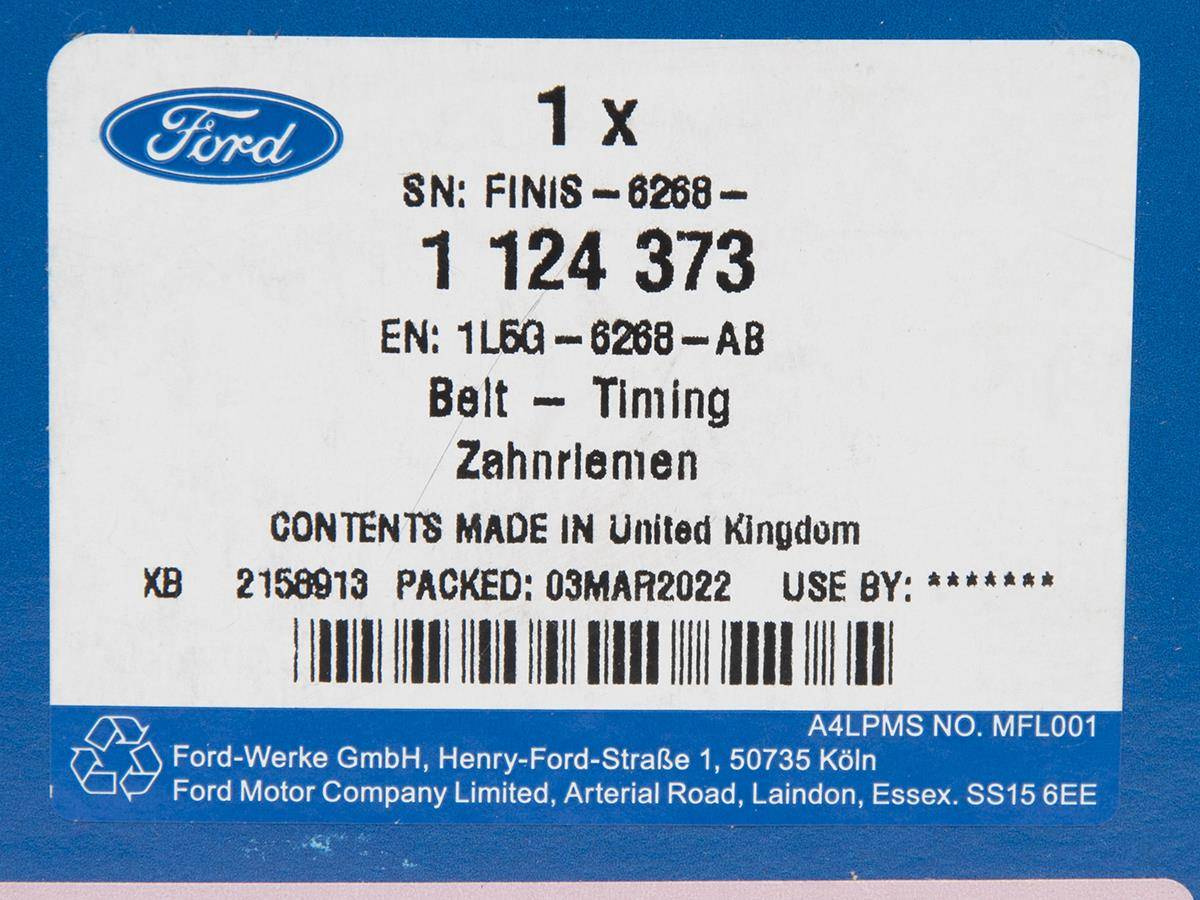 Ford
1 x
SN: FINIS – 6268 –
1 124 373
EN: 1L5G – 6268 – AB
Belt – Timing
Zahnriemen
CONTENTS MADE IN United Kingdom
XB 2158913 PACKED: 03MAR2022 USE BY: *******
A4LPMS NO. MFL001
Ford-Werke GmbH, Henry-Ford-Straße 1, 50735 Köln
Ford Motor Company Limited, Arterial Road, Laindon, Essex. SS15 6EE